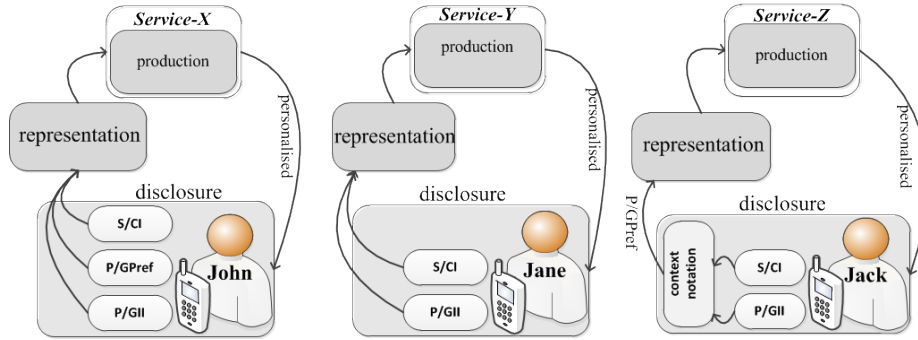 Service-X
production
personalised
representation
disclosure
S/CI
P/GPref
P/GII
John
Service-Y
production
personalised
representation
disclosure
S/CI
P/GII
Jane
Service-Z
production
personalised
representation
P/GPref
disclosure
context
notation
S/CI
P/GII
Jack